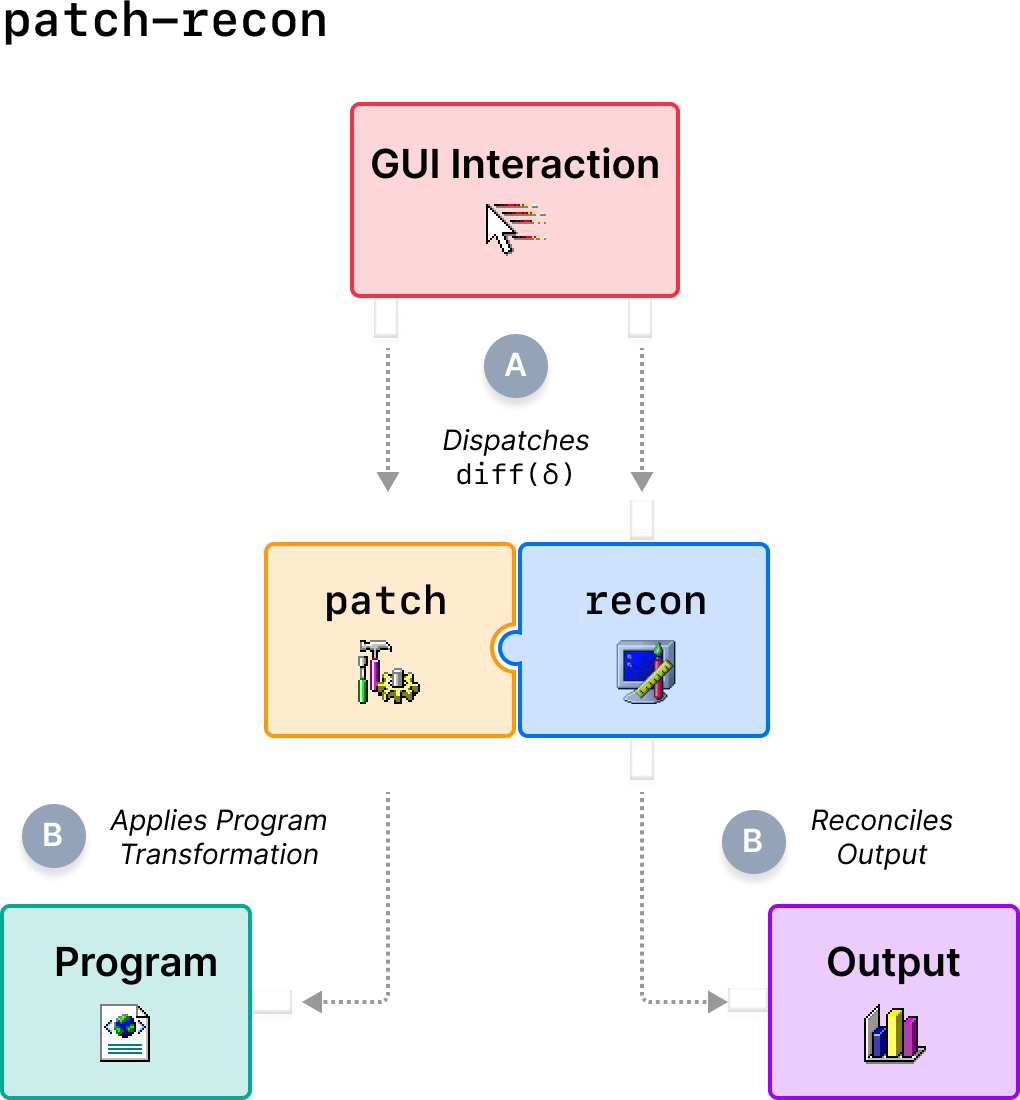 patch-recon
GUI Interaction
A
Dispatches
diff(δ)
patch
recon
B
Applies Program
Transformation
B
Reconciles
Output
Program
Output